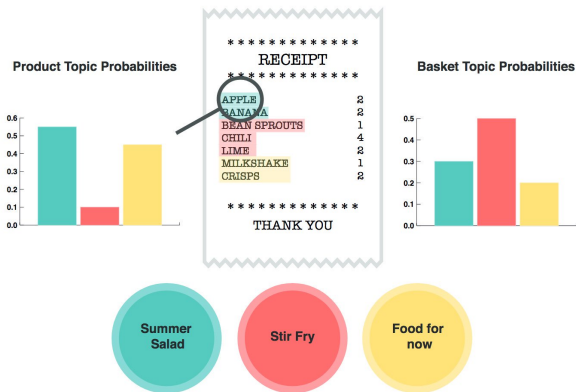 Product Topic Probabilities
0.6
0.5
0.4
0.3
0.2
0.1
0.0
* * * * * * * * * * * * *
RECEIPT
* * * * * * * * * * * * *
APPLE 2
BANANA 2
BEAN SPROUTS 1
CHILI 4
LIME 2
MILKSHAKE 1
CRISPS 2
* * * * * * * * * * * * *
THANK YOU
Basket Topic Probabilities
0.5
0.4
0.3
0.2
0.1
0.0
Summer
Salad
Stir Fry
Food for
now